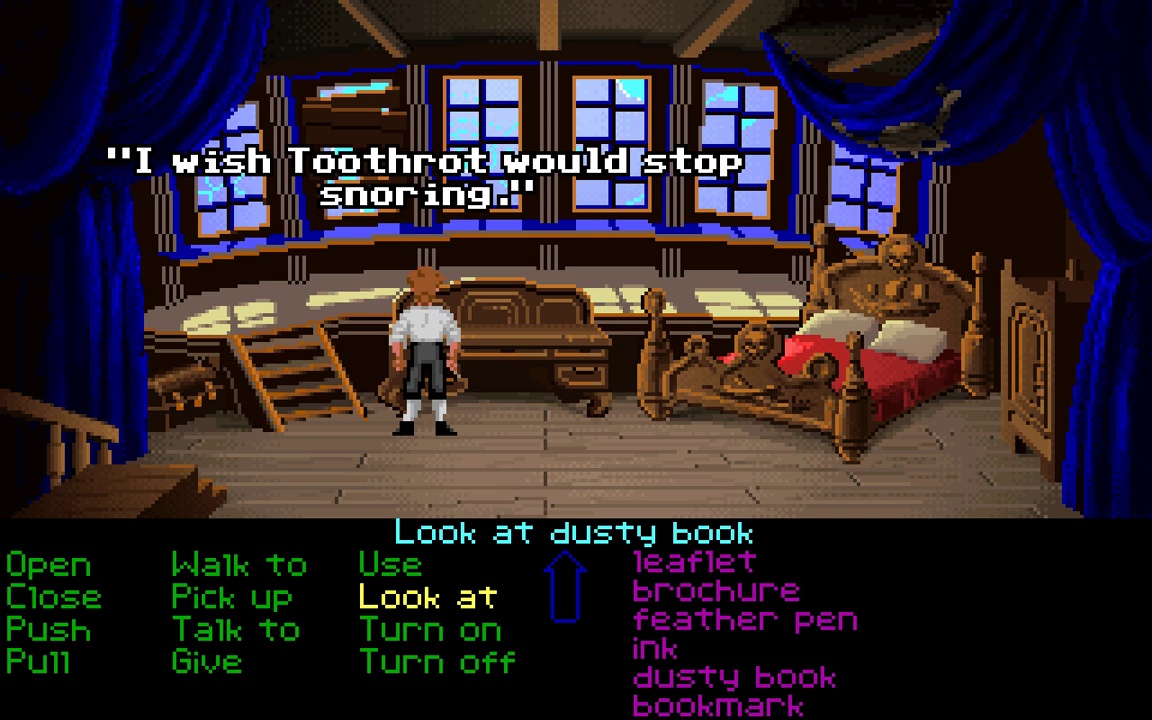 "I wish Toothrot would stop
snoring."
Look at dusty book
Open Walk to Use
Close Pick up Look at
Push Talk to Turn on
Pull Give Turn off
leaflet
brochure
feather pen
ink
dusty book
bookmark